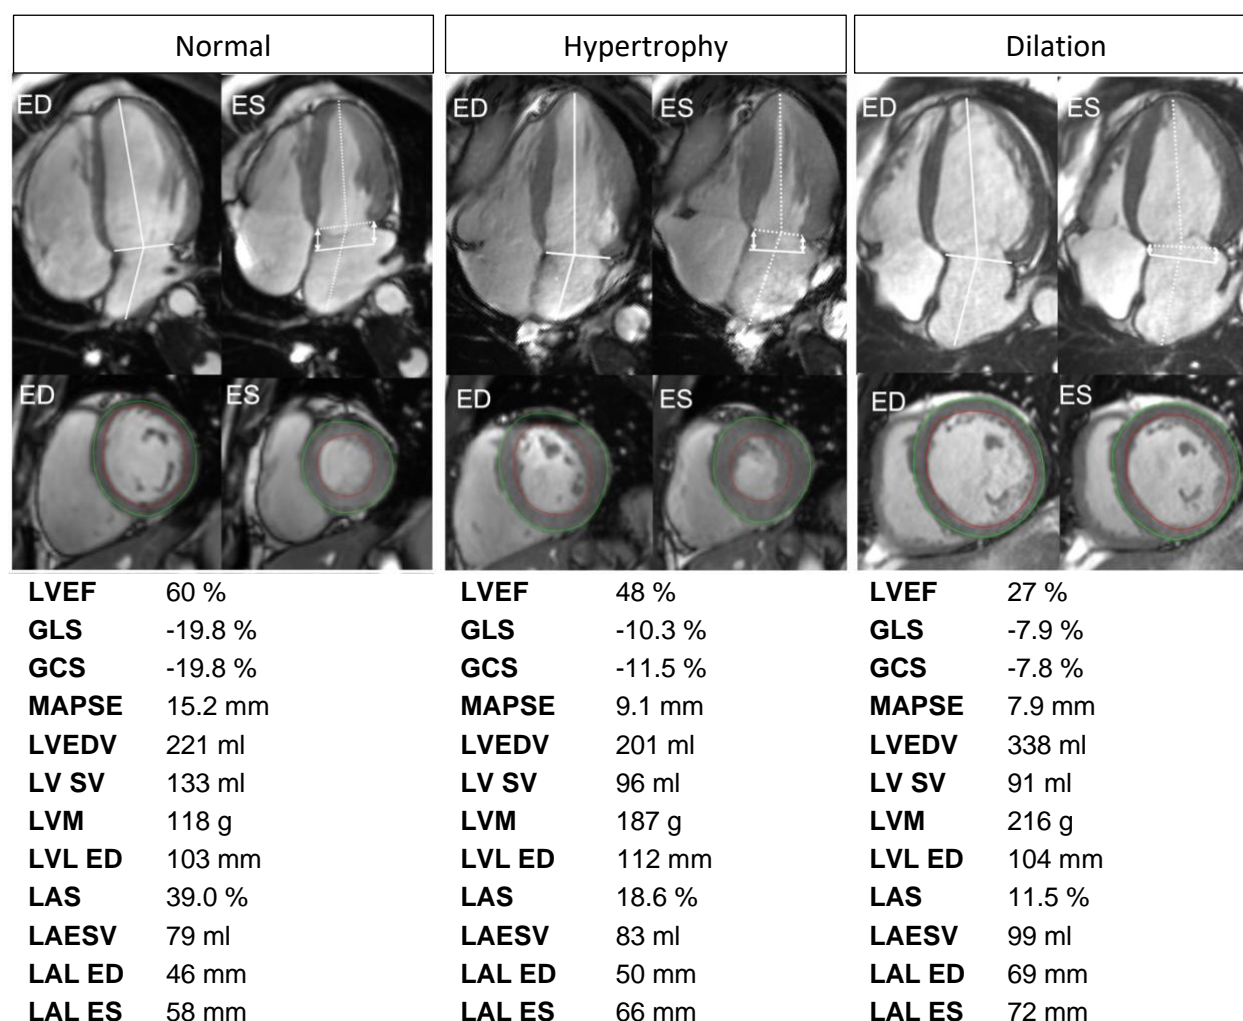 Normal Hypertrophy Dilation
ED ES ED ES ED ES
ED ES ED ES ED ES
LVEF 60 % LVEF 48 % LVEF 27 %
GLS -19.8 % GLS -10.3 % GLS -7.9 %
GCS -19.8 % GCS -11.5 % GCS -7.8 %
MAPSE 15.2 mm MAPSE 9.1 mm MAPSE 7.9 mm
LVEDV 221 ml LVEDV 201 ml LVEDV 338 ml
LV SV 133 ml LV SV 96 ml LV SV 91 ml
LVM 118 g LVM 187 g LVM 216 g
LVL ED 103 mm LVL ED 112 mm LVL ED 104 mm
LAS 39.0 % LAS 18.6 % LAS 11.5 %
LAESV 79 ml LAESV 83 ml LAESV 99 ml
LAL ED 46 mm LAL ED 50 mm LAL ED 69 mm
LAL ES 58 mm LAL ES 66 mm LAL ES 72 mm